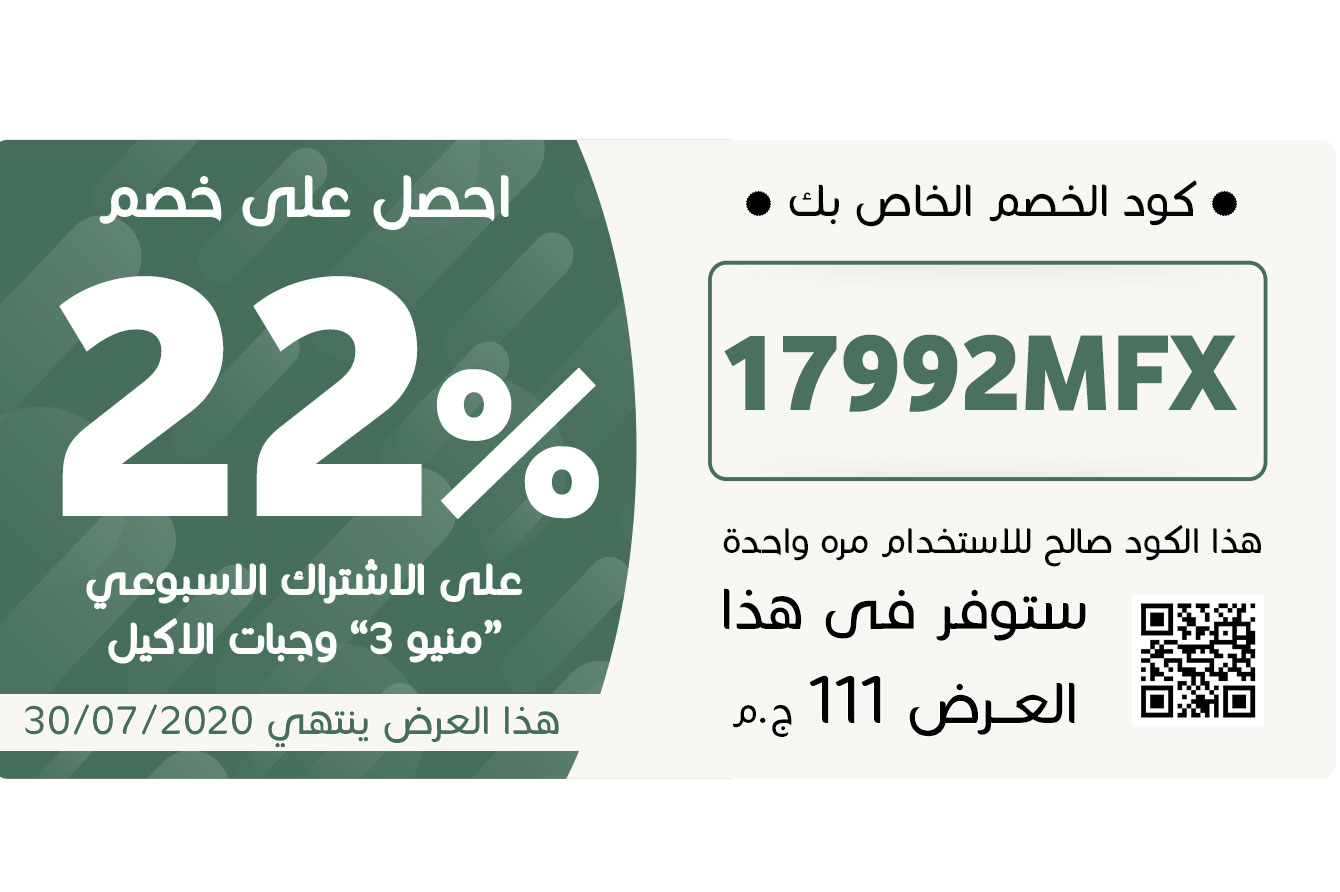 • كود الخصم الخاص بك •
17992MFX
هذا الكود صالح للاستخدام مره واحدة
ستوفر فى هذا
العـرض 111 ج.م
احصل على خصم
22%
على الاشتراك الاسبوعي
”منيو 3“ وجبات الاكيل
هذا العرض ينتهي 30/07/2020